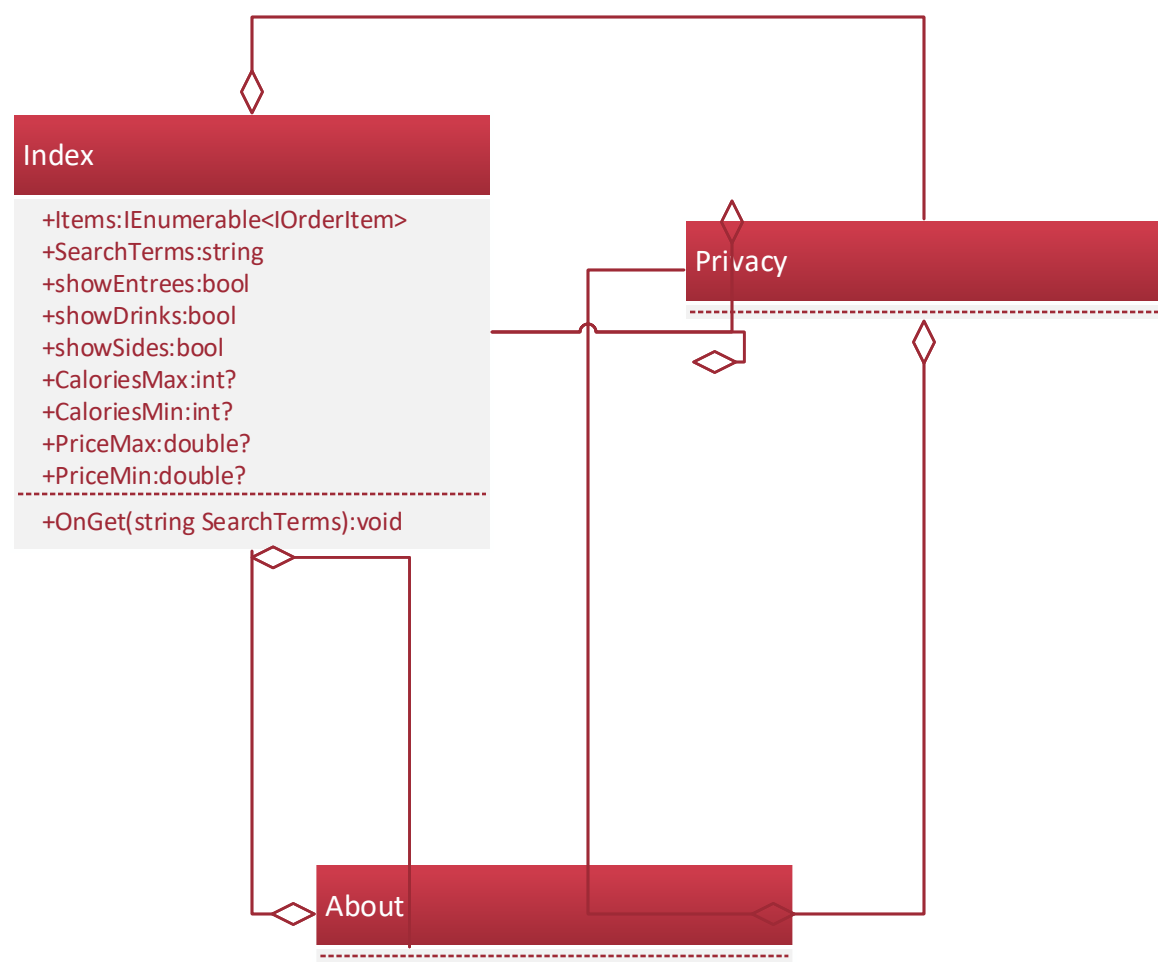 Index
+Items:IEnumerable<IOrderItem>
+SearchTerms:string
+showEntrees:bool
+showDrinks:bool
+showSides:bool
+CaloriesMax:int?
+CaloriesMin:int?
+PriceMax:double?
+PriceMin:double?
+OnGet(string SearchTerms):void
Privacy
About